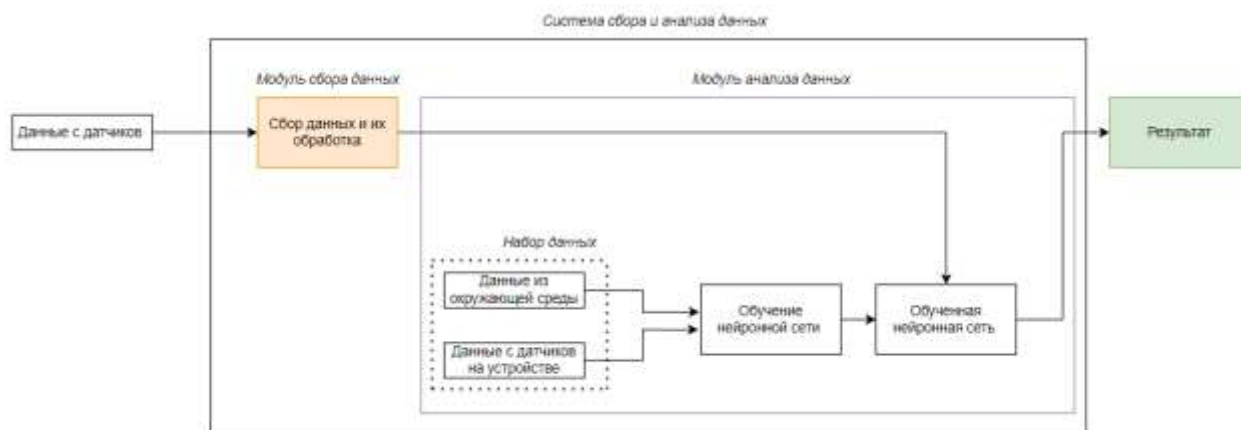 Система сбора и анализа данных
Модуль сбора данных
Модуль анализа данных
Данные с датчиков
Сбор данных и их
обработка
Результат
Набор данных
Данные из
окружающей среды
Данные с датчиков
на устройстве
Обучение
нейронной сети
Обученная
нейронная сеть